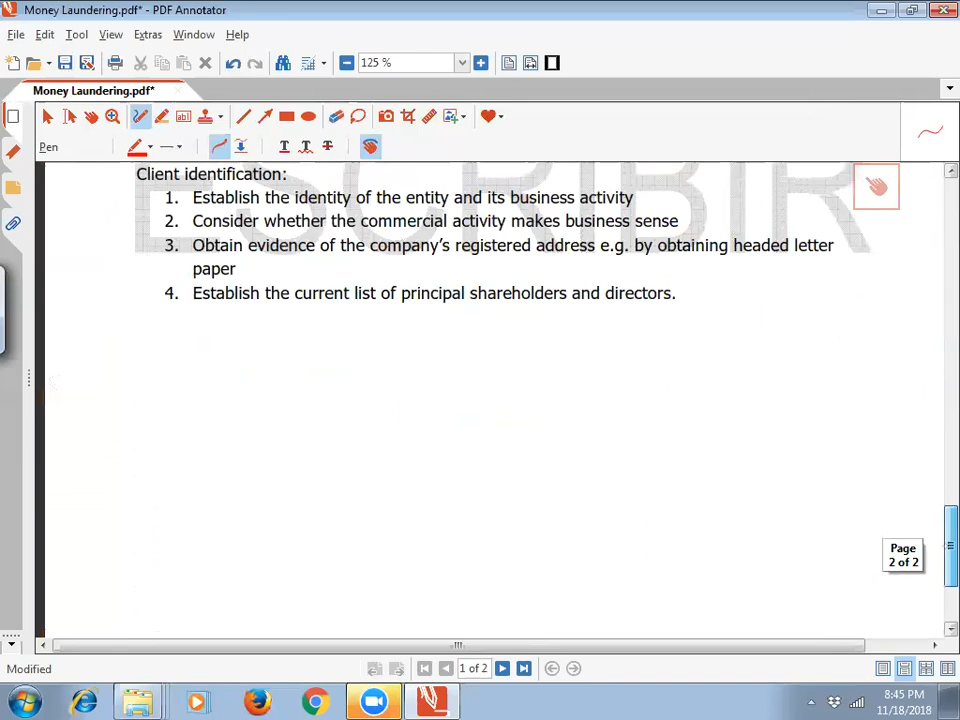 Money Laundering.pdf* - PDF Annotator
File Edit Tool View Extras Window Help
125 %
Money Laundering.pdf*
Pen
ESCRIBIR
Client identification:
1. Establish the identity of the entity and its business activity
2. Consider whether the commercial activity makes business sense
3. Obtain evidence of the company's registered address e.g. by obtaining headed letter
paper
4. Establish the current list of principal shareholders and directors.
Page
2 of 2
Modified
1 of 2
8:45 PM
11/18/2018